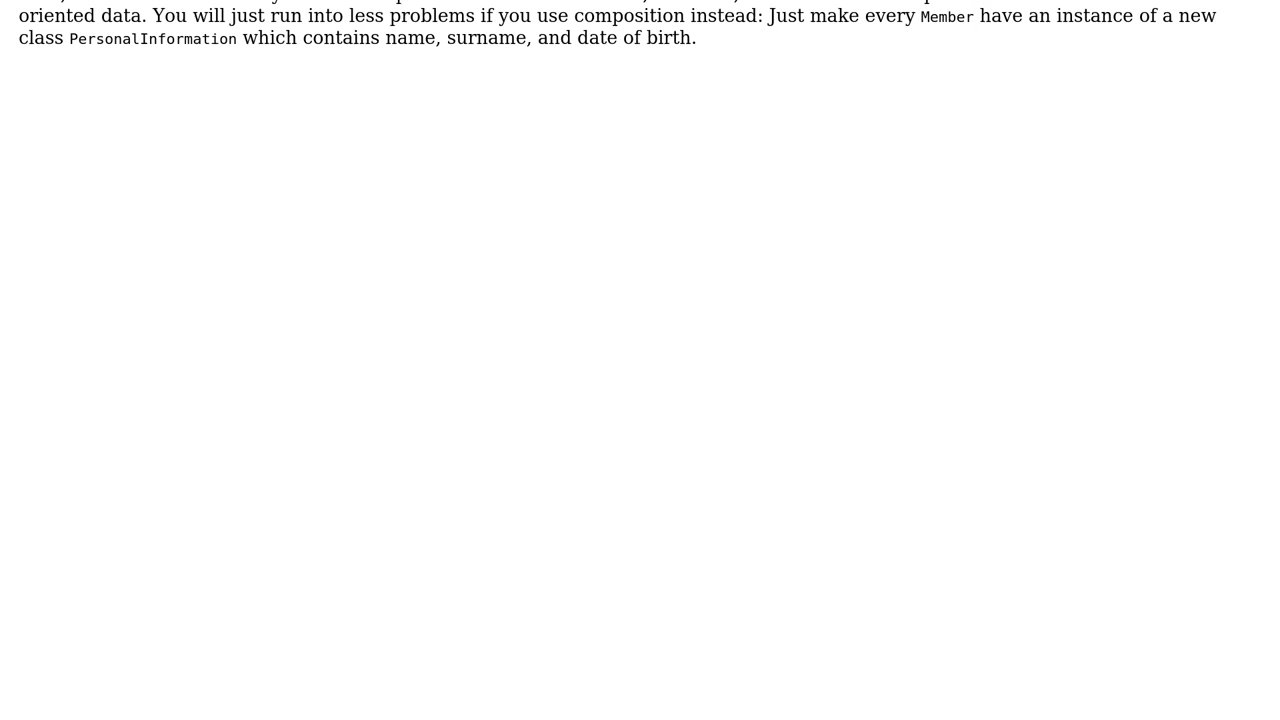 oriented data. You will just run into less problems if you use composition instead: Just make every Member have an instance of a new
class PersonalInformation which contains name, surname, and date of birth.